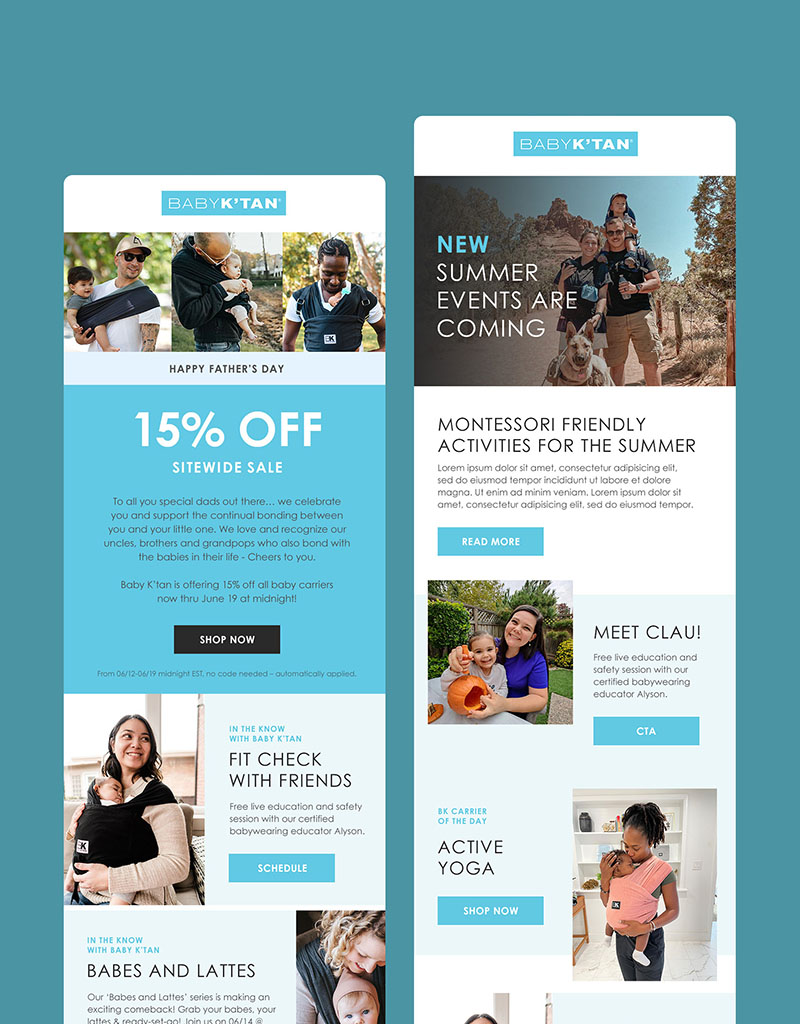 BABY K'TAN®
HAPPY FATHER'S DAY
15% OFF
SITEWIDE SALE
To all you special dads out there... we celebrate
you and support the continual bonding between
you and your little one. We love and recognize our
uncles, brothers and grandpops who also bond with
the babies in their life - Cheers to you.
Baby K'tan is offering 15% off all baby carriers
now thru June 19 at midnight!
SHOP NOW
From 06/12-06/19 midnight EST, no code needed – automatically applied.
IN THE KNOW
WITH BABY K'TAN
FIT CHECK
WITH FRIENDS
Free live education and safety
session with our certified
babywearing educator Alyson.
SCHEDULE
IN THE KNOW
WITH BABY K'TAN
BABES AND LATTES
Our 'Babes and Lattes' series is making an
exciting comeback! Grab your babes, your
lattes & ready-set-go! Join us on 06/14 @
BABY K'TAN®
NEW
SUMMER
EVENTS ARE
COMING
MONTESSORI FRIENDLY
ACTIVITIES FOR THE SUMMER
Lorem ipsum dolor sit amet, consectetur adipisicing elit,
sed do eiusmod tempor incididunt ut labore et dolore
magna. Ut enim ad minim veniam. Lorem ipsum dolor sit
amet, consectetur adipisicing elit, sed do eiusmod tempor.
READ MORE
MEET CLAU!
Free live education and
safety session with our
certified babywearing
educator Alyson.
CTA
BK CARRIER
OF THE DAY
ACTIVE
YOGA
SHOP NOW